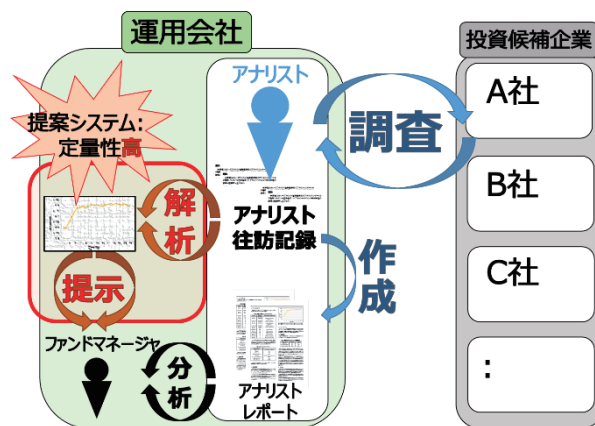 運用会社
投資候補企業
アナリスト
提案システム:
定量性高
調査
A社
B社
C社
:
解析
アナリスト
往訪記録
作成
提示
ファンドマネージャ
分析
アナリスト
レポート